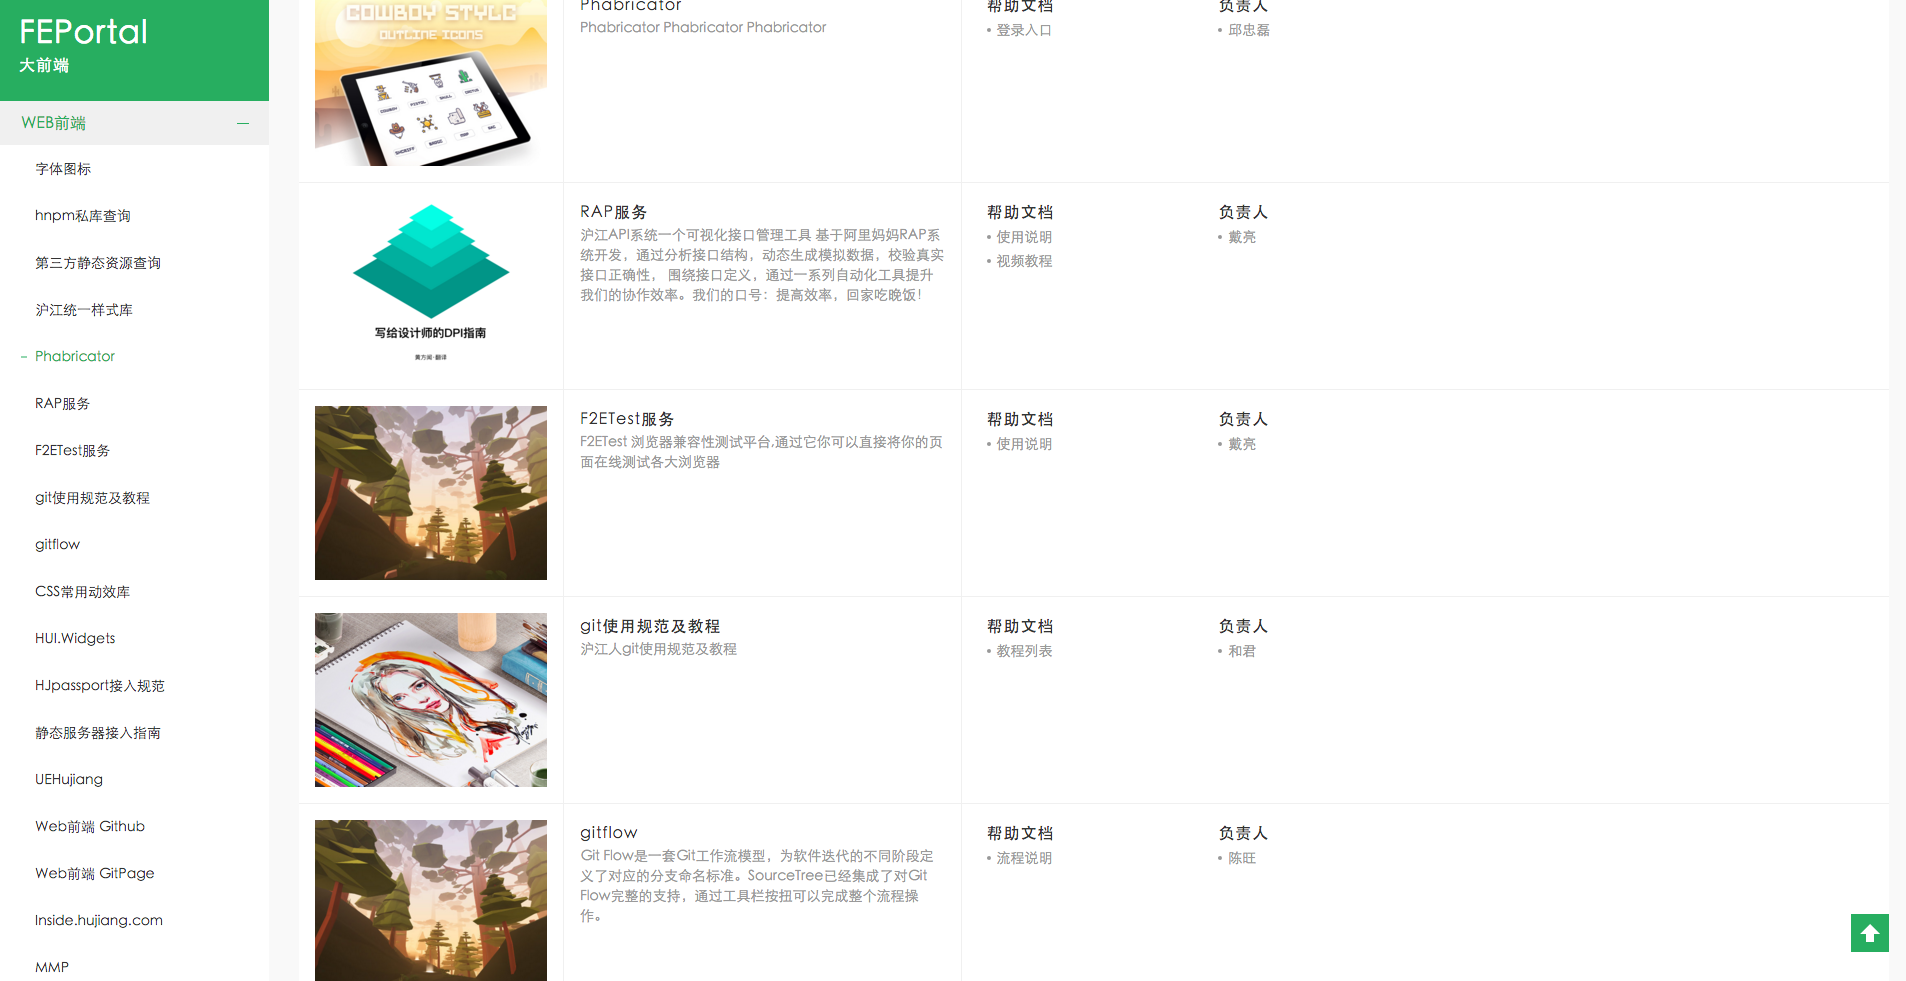 FEPortal
大前端
WEB前端
字体图标
hnpm私库查询
第三方静态资源查询
沪江统一样式库
Phabricator
RAP服务
F2ETest服务
git使用规范及教程
gitflow
CSS常用动效库
HUI.Widgets
HJpassport接入规范
静态服务器接入指南
UEHujiang
Web前端 Github
Web前端 GitPage
Inside.hujiang.com
MMP
COWBOY STYLE
OUTLINE ICONS
COWBOY
PISTOL
SKULL
CACTUS
SHERIFF
BADGE
Phabricator
Phabricator Phabricator Phabricator
帮助文档
• 登录入口
负责人
• 邱忠磊
写给设计师的DPI指南
黄方闻·翻译
RAP服务
沪江API系统一个可视化接口管理工具 基于阿里妈妈RAP系
统开发，通过分析接口结构，动态生成模拟数据，校验真实
接口正确性， 围绕接口定义，通过一系列自动化工具提升
我们的协作效率。我们的口号：提高效率，回家吃晚饭！
帮助文档
• 使用说明
• 视频教程
负责人
• 戴亮
F2ETest服务
F2ETest 浏览器兼容性测试平台,通过它你可以直接将你的页
面在线测试各大浏览器
帮助文档
• 使用说明
负责人
• 戴亮
git使用规范及教程
沪江人git使用规范及教程
帮助文档
• 教程列表
负责人
• 和君
gitflow
Git Flow是一套Git工作流模型，为软件迭代的不同阶段定
义了对应的分支命名标准。SourceTree已经集成了对Git
Flow完整的支持，通过工具栏按扭可以完成整个流程操
作。
帮助文档
• 流程说明
负责人
• 陈旺